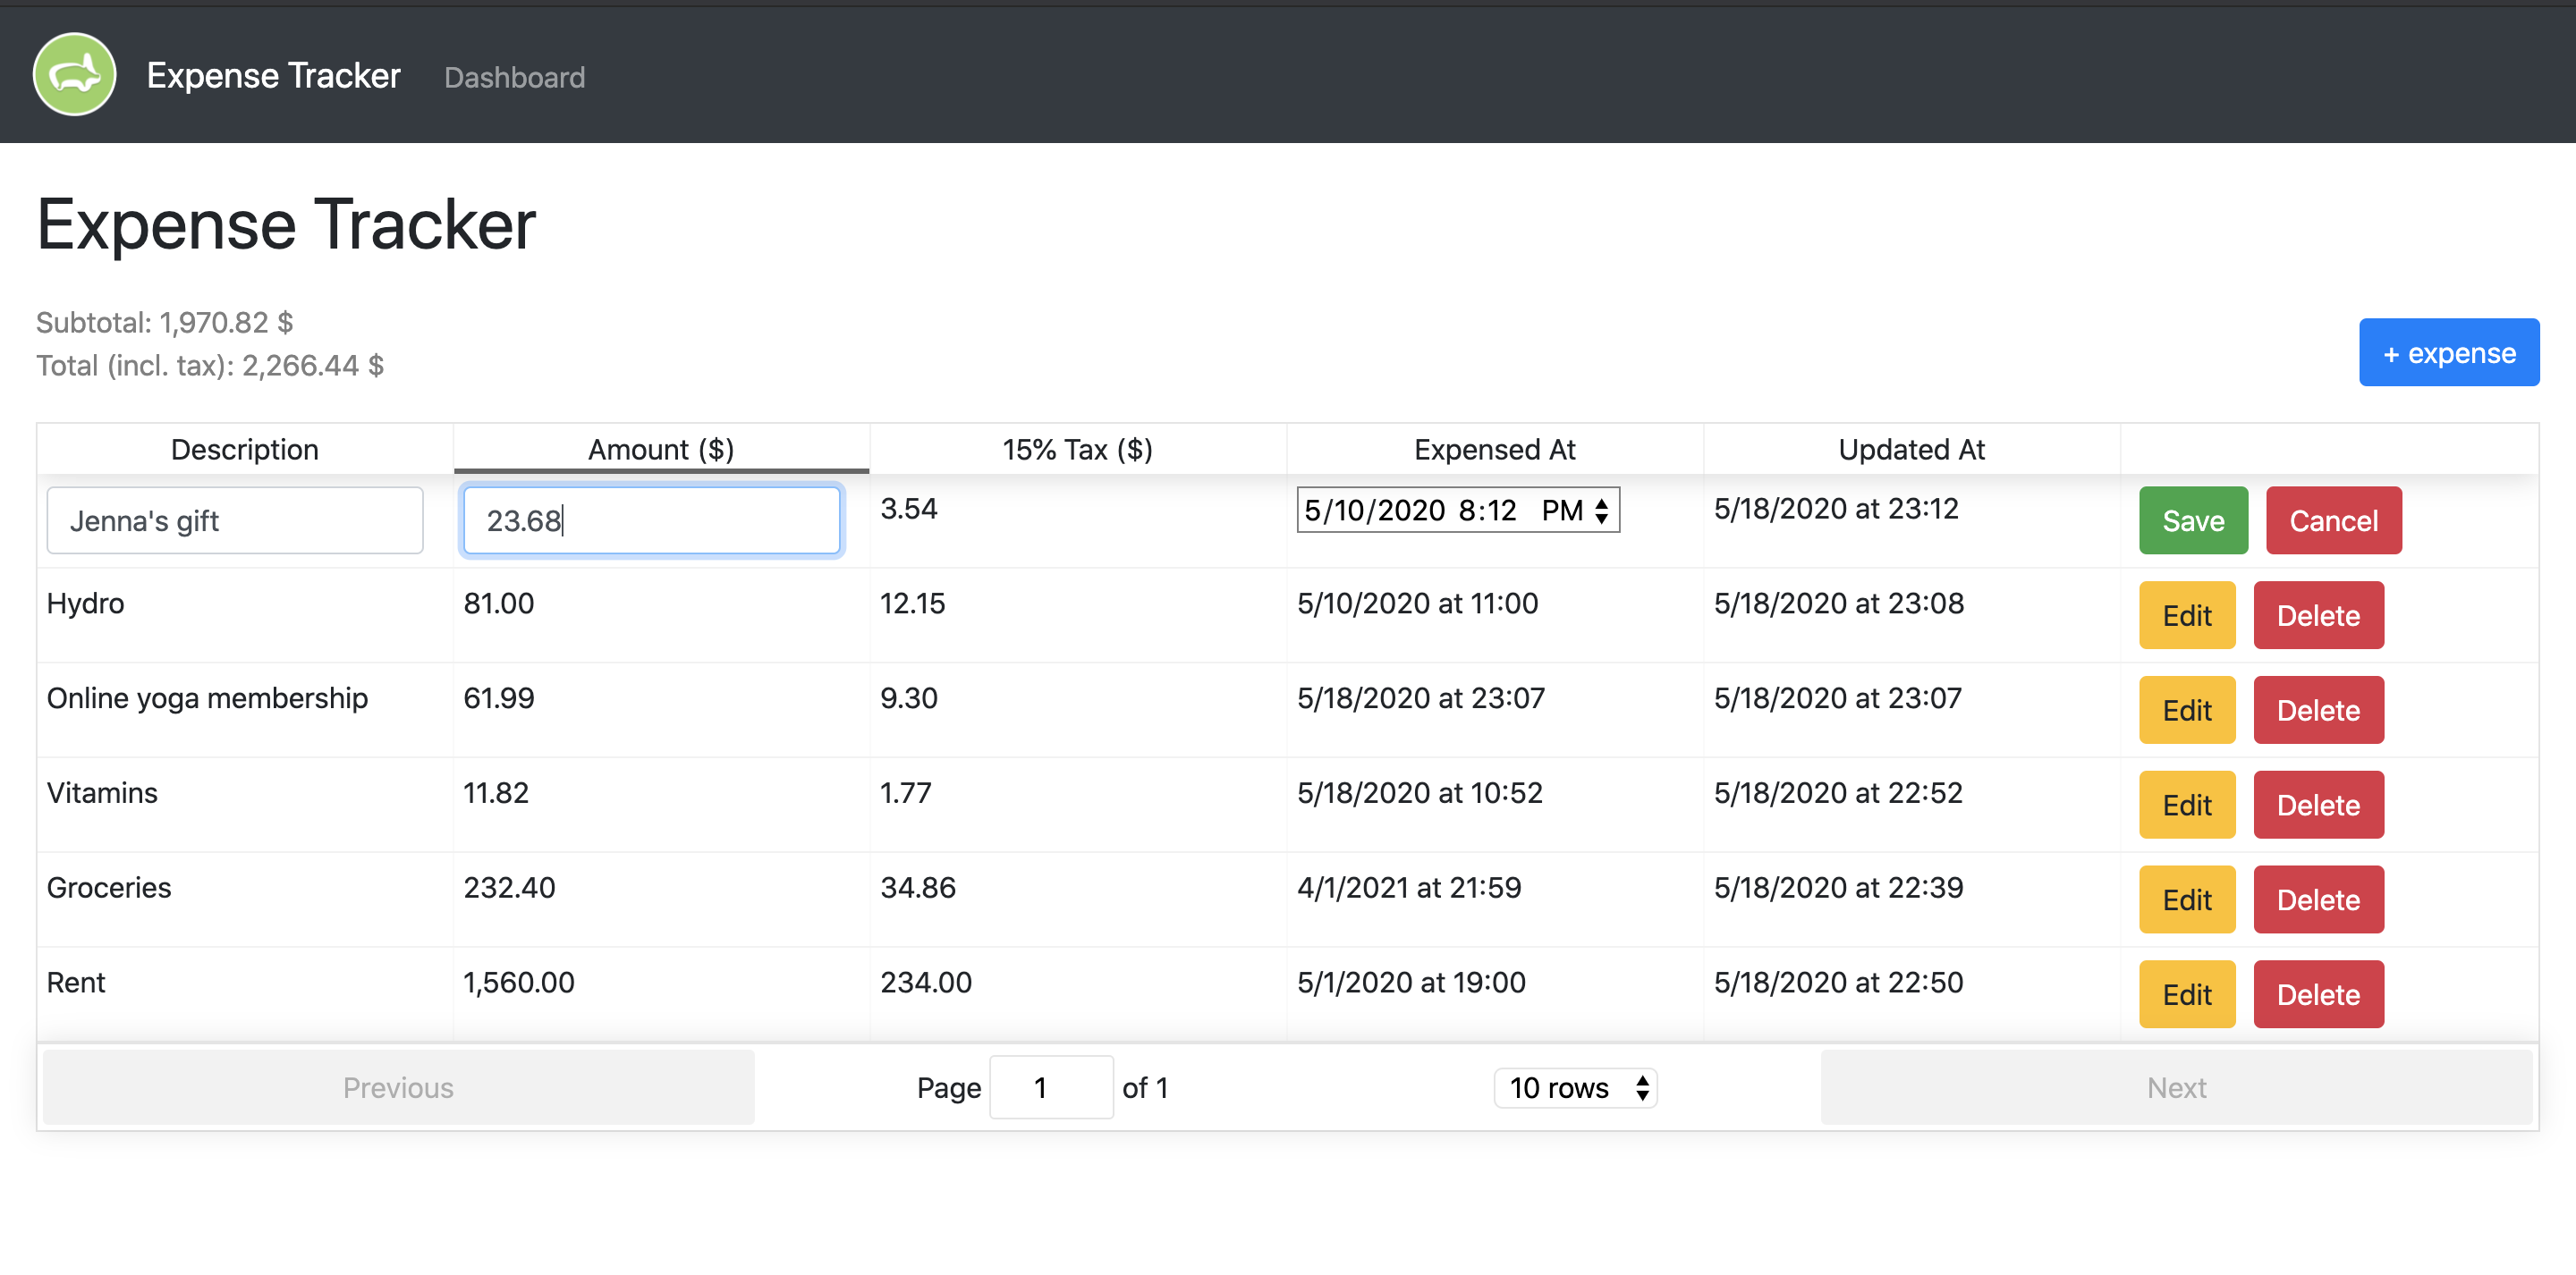 Expense Tracker Dashboard
Expense Tracker
Subtotal: 1,970.82 $
Total (incl. tax): 2,266.44 $
+ expense
Description Amount ($) 15% Tax ($) Expensed At Updated At
Jenna's gift 23.68 3.54 5/10/2020 8:12 PM 5/18/2020 at 23:12 Save Cancel
Hydro 81.00 12.15 5/10/2020 at 11:00 5/18/2020 at 23:08 Edit Delete
Online yoga membership 61.99 9.30 5/18/2020 at 23:07 5/18/2020 at 23:07 Edit Delete
Vitamins 11.82 1.77 5/18/2020 at 10:52 5/18/2020 at 22:52 Edit Delete
Groceries 232.40 34.86 4/1/2021 at 21:59 5/18/2020 at 22:39 Edit Delete
Rent 1,560.00 234.00 5/1/2020 at 19:00 5/18/2020 at 22:50 Edit Delete
Previous Page 1 of 1 10 rows Next